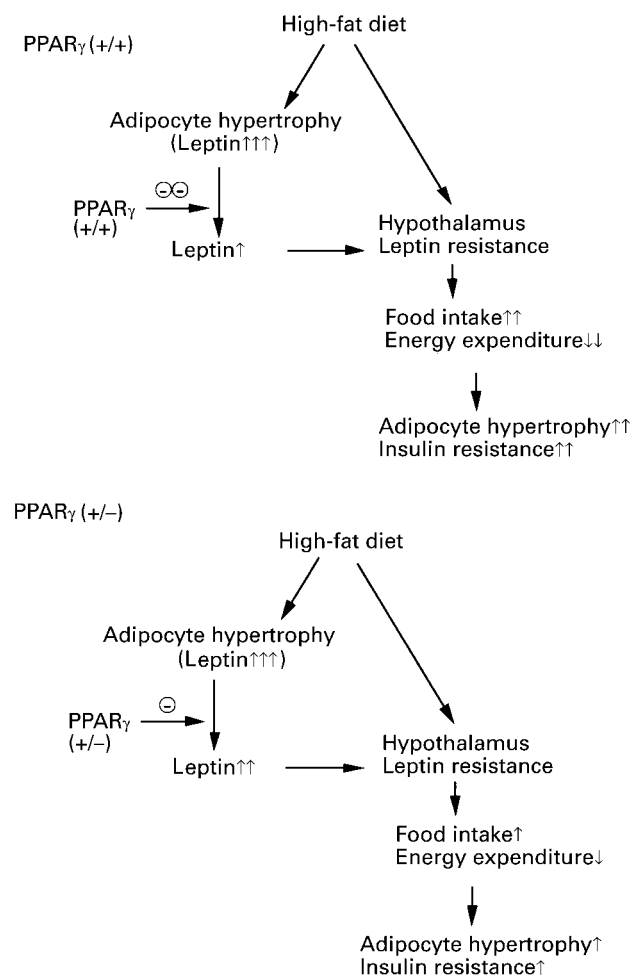 PPARγ (+/+)
High-fat diet
Adipocyte hypertrophy
(Leptin↑↑↑)
⊖⊖
PPARγ
(+/+)
Leptin↑
Hypothalamus
Leptin resistance
Food intake↑↑
Energy expenditure↓↓
Adipocyte hypertrophy↑↑
Insulin resistance↑↑
PPARγ (+/–)
High-fat diet
Adipocyte hypertrophy
(Leptin↑↑↑)
⊖
PPARγ
(+/–)
Leptin↑↑
Hypothalamus
Leptin resistance
Food intake↑
Energy expenditure↓
Adipocyte hypertrophy↑
Insulin resistance↑